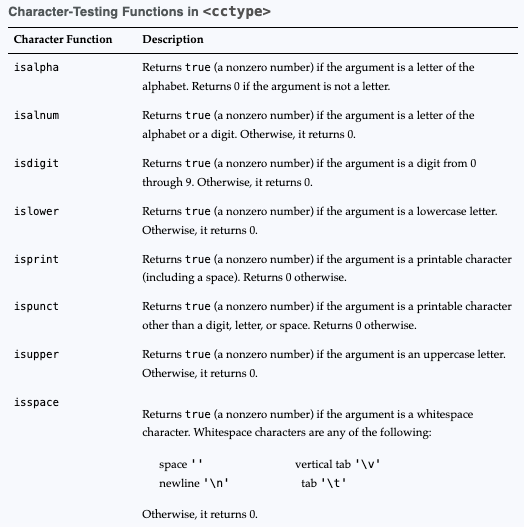 Character-Testing Functions in <cctype>
Character Function Description
isalpha Returns true (a nonzero number) if the argument is a letter of the
alphabet. Returns 0 if the argument is not a letter.
isalnum Returns true (a nonzero number) if the argument is a letter of the
alphabet or a digit. Otherwise, it returns 0.
isdigit Returns true (a nonzero number) if the argument is a digit from 0
through 9. Otherwise, it returns 0.
islower Returns true (a nonzero number) if the argument is a lowercase letter.
Otherwise, it returns 0.
isprint Returns true (a nonzero number) if the argument is a printable character
(including a space). Returns 0 otherwise.
ispunct Returns true (a nonzero number) if the argument is a printable character
other than a digit, letter, or space. Returns 0 otherwise.
isupper Returns true (a nonzero number) if the argument is an uppercase letter.
Otherwise, it returns 0.
isspace
Returns true (a nonzero number) if the argument is a whitespace
character. Whitespace characters are any of the following:
space '' vertical tab '\v'
newline '\n' tab '\t'
Otherwise, it returns 0.